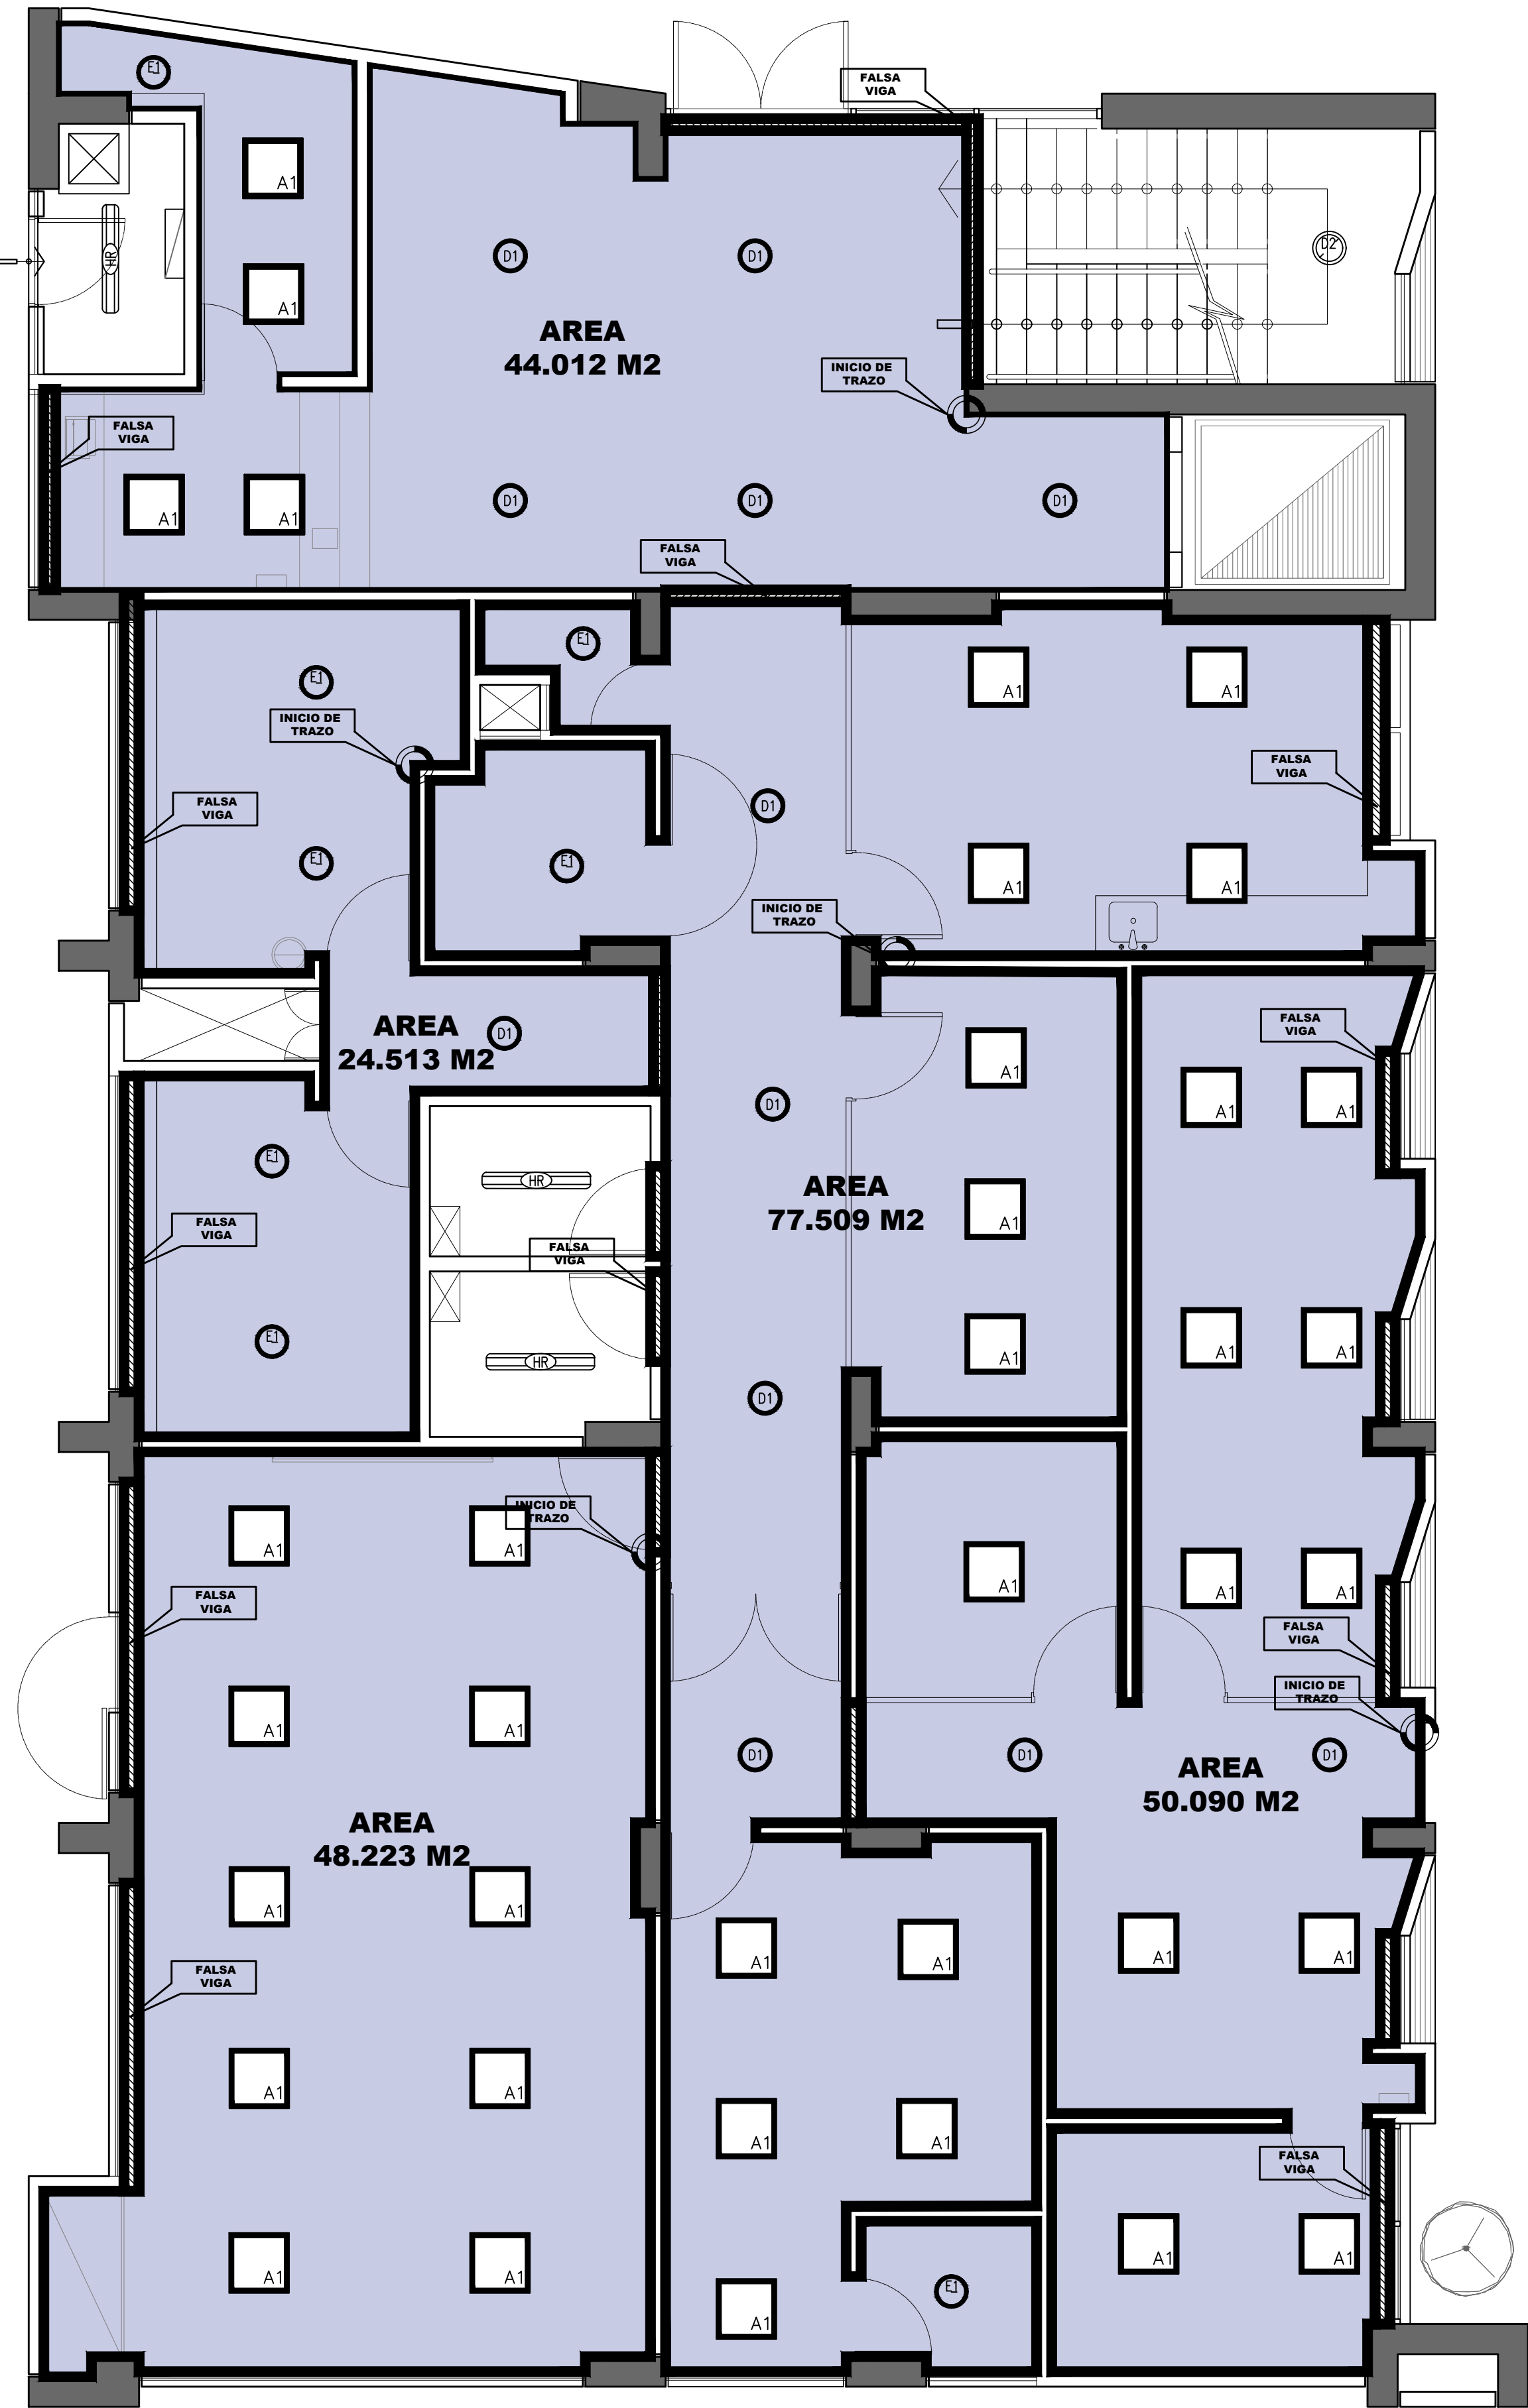 E1
FALSA
VIGA
A1
HR
D2
D1
D1
A1
AREA
44.012 M2
INICIO DE
TRAZO
FALSA
VIGA
A1
A1
D1
D1
D1
FALSA
VIGA
E1
E1
A1
A1
INICIO DE
TRAZO
FALSA
VIGA
FALSA
VIGA
D1
E1
E1
A1
A1
INICIO DE
TRAZO
FALSA
VIGA
AREA
24.513 M2
D1
A1
A1
A1
D1
E1
HR
AREA
77.509 M2
A1
FALSA
VIGA
FALSA
VIGA
E1
HR
A1
A1
A1
D1
INICIO DE
TRAZO
A1
A1
A1
A1
A1
FALSA
VIGA
FALSA
VIGA
INICIO DE
TRAZO
A1
A1
D1
D1
D1
AREA
50.090 M2
AREA
48.223 M2
A1
A1
A1
A1
A1
A1
FALSA
VIGA
A1
A1
A1
A1
FALSA
VIGA
A1
A1
A1
A1
E1
A1